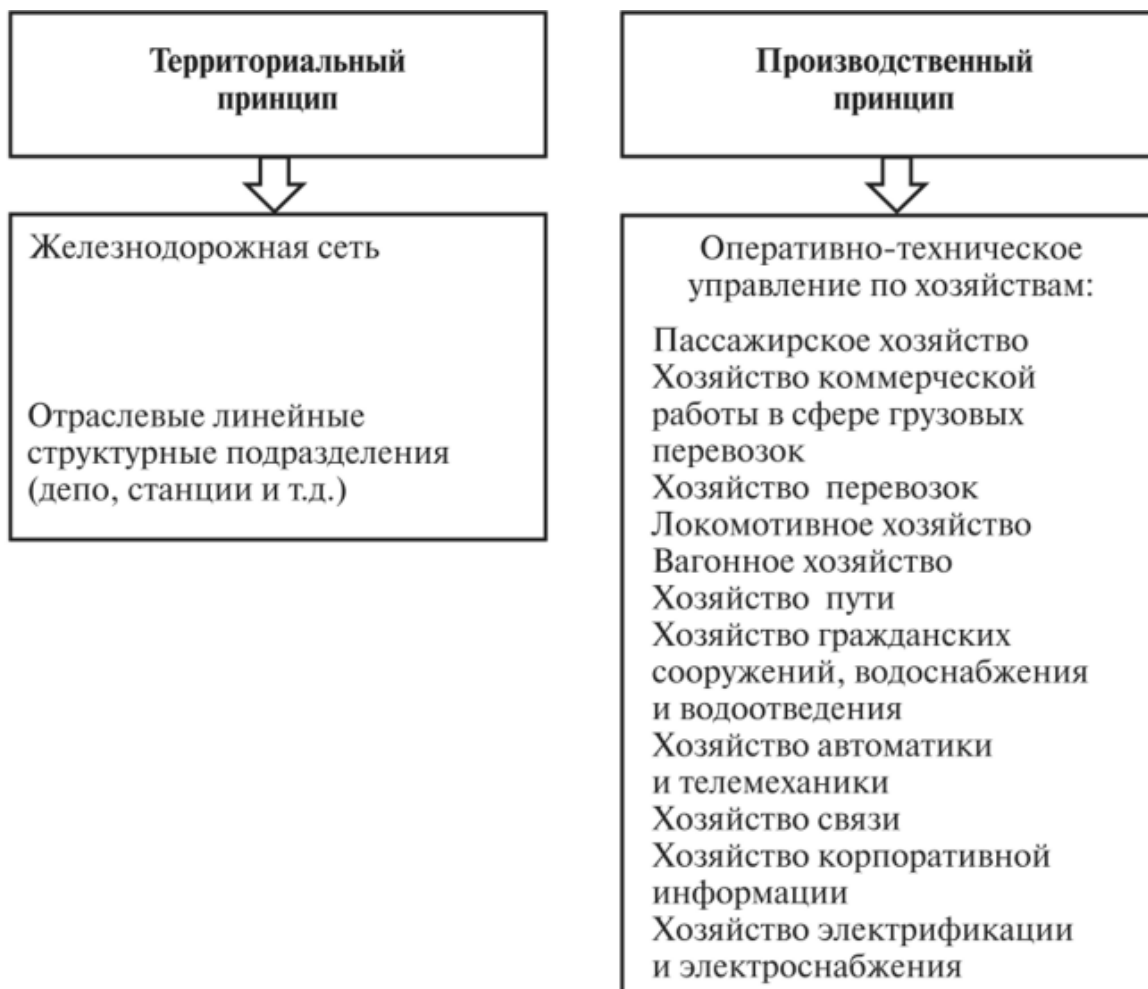 Территориальный
принцип
Железнодорожная сеть
Отраслевые линейные
структурные подразделения
(депо, станции и т.д.)
Производственный
принцип
Оперативно-техническое
управление по хозяйствам:
Пассажирское хозяйство
Хозяйство коммерческой
работы в сфере грузовых
перевозок
Хозяйство перевозок
Локомотивное хозяйство
Вагонное хозяйство
Хозяйство пути
Хозяйство гражданских
сооружений, водоснабжения
и водоотведения
Хозяйство автоматики
и телемеханики
Хозяйство связи
Хозяйство корпоративной
информации
Хозяйство электрификации
и электроснабжения